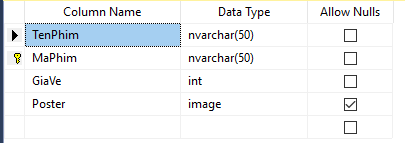 Column Name Data Type Allow Nulls
TenPhim nvarchar(50)
MaPhim nvarchar(50)
GiaVe int
Poster image